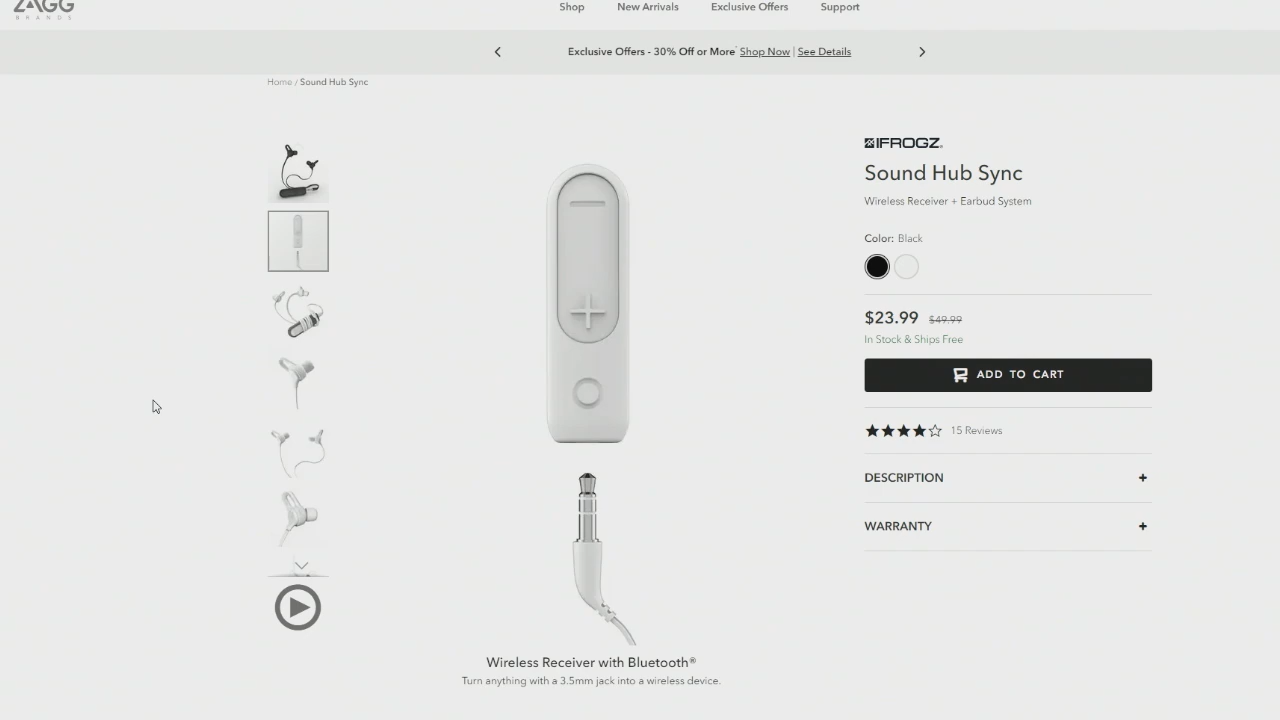 ZAGG
BRANDS
Shop New Arrivals Exclusive Offers Support
Exclusive Offers - 30% Off or More* Shop Now | See Details
Home / Sound Hub Sync
IFROGZ
Sound Hub Sync
Wireless Receiver + Earbud System
Color: Black
$23.99 $49.99
In Stock & Ships Free
ADD TO CART
15 Reviews
DESCRIPTION +
WARRANTY +
Wireless Receiver with Bluetooth®
Turn anything with a 3.5mm jack into a wireless device.